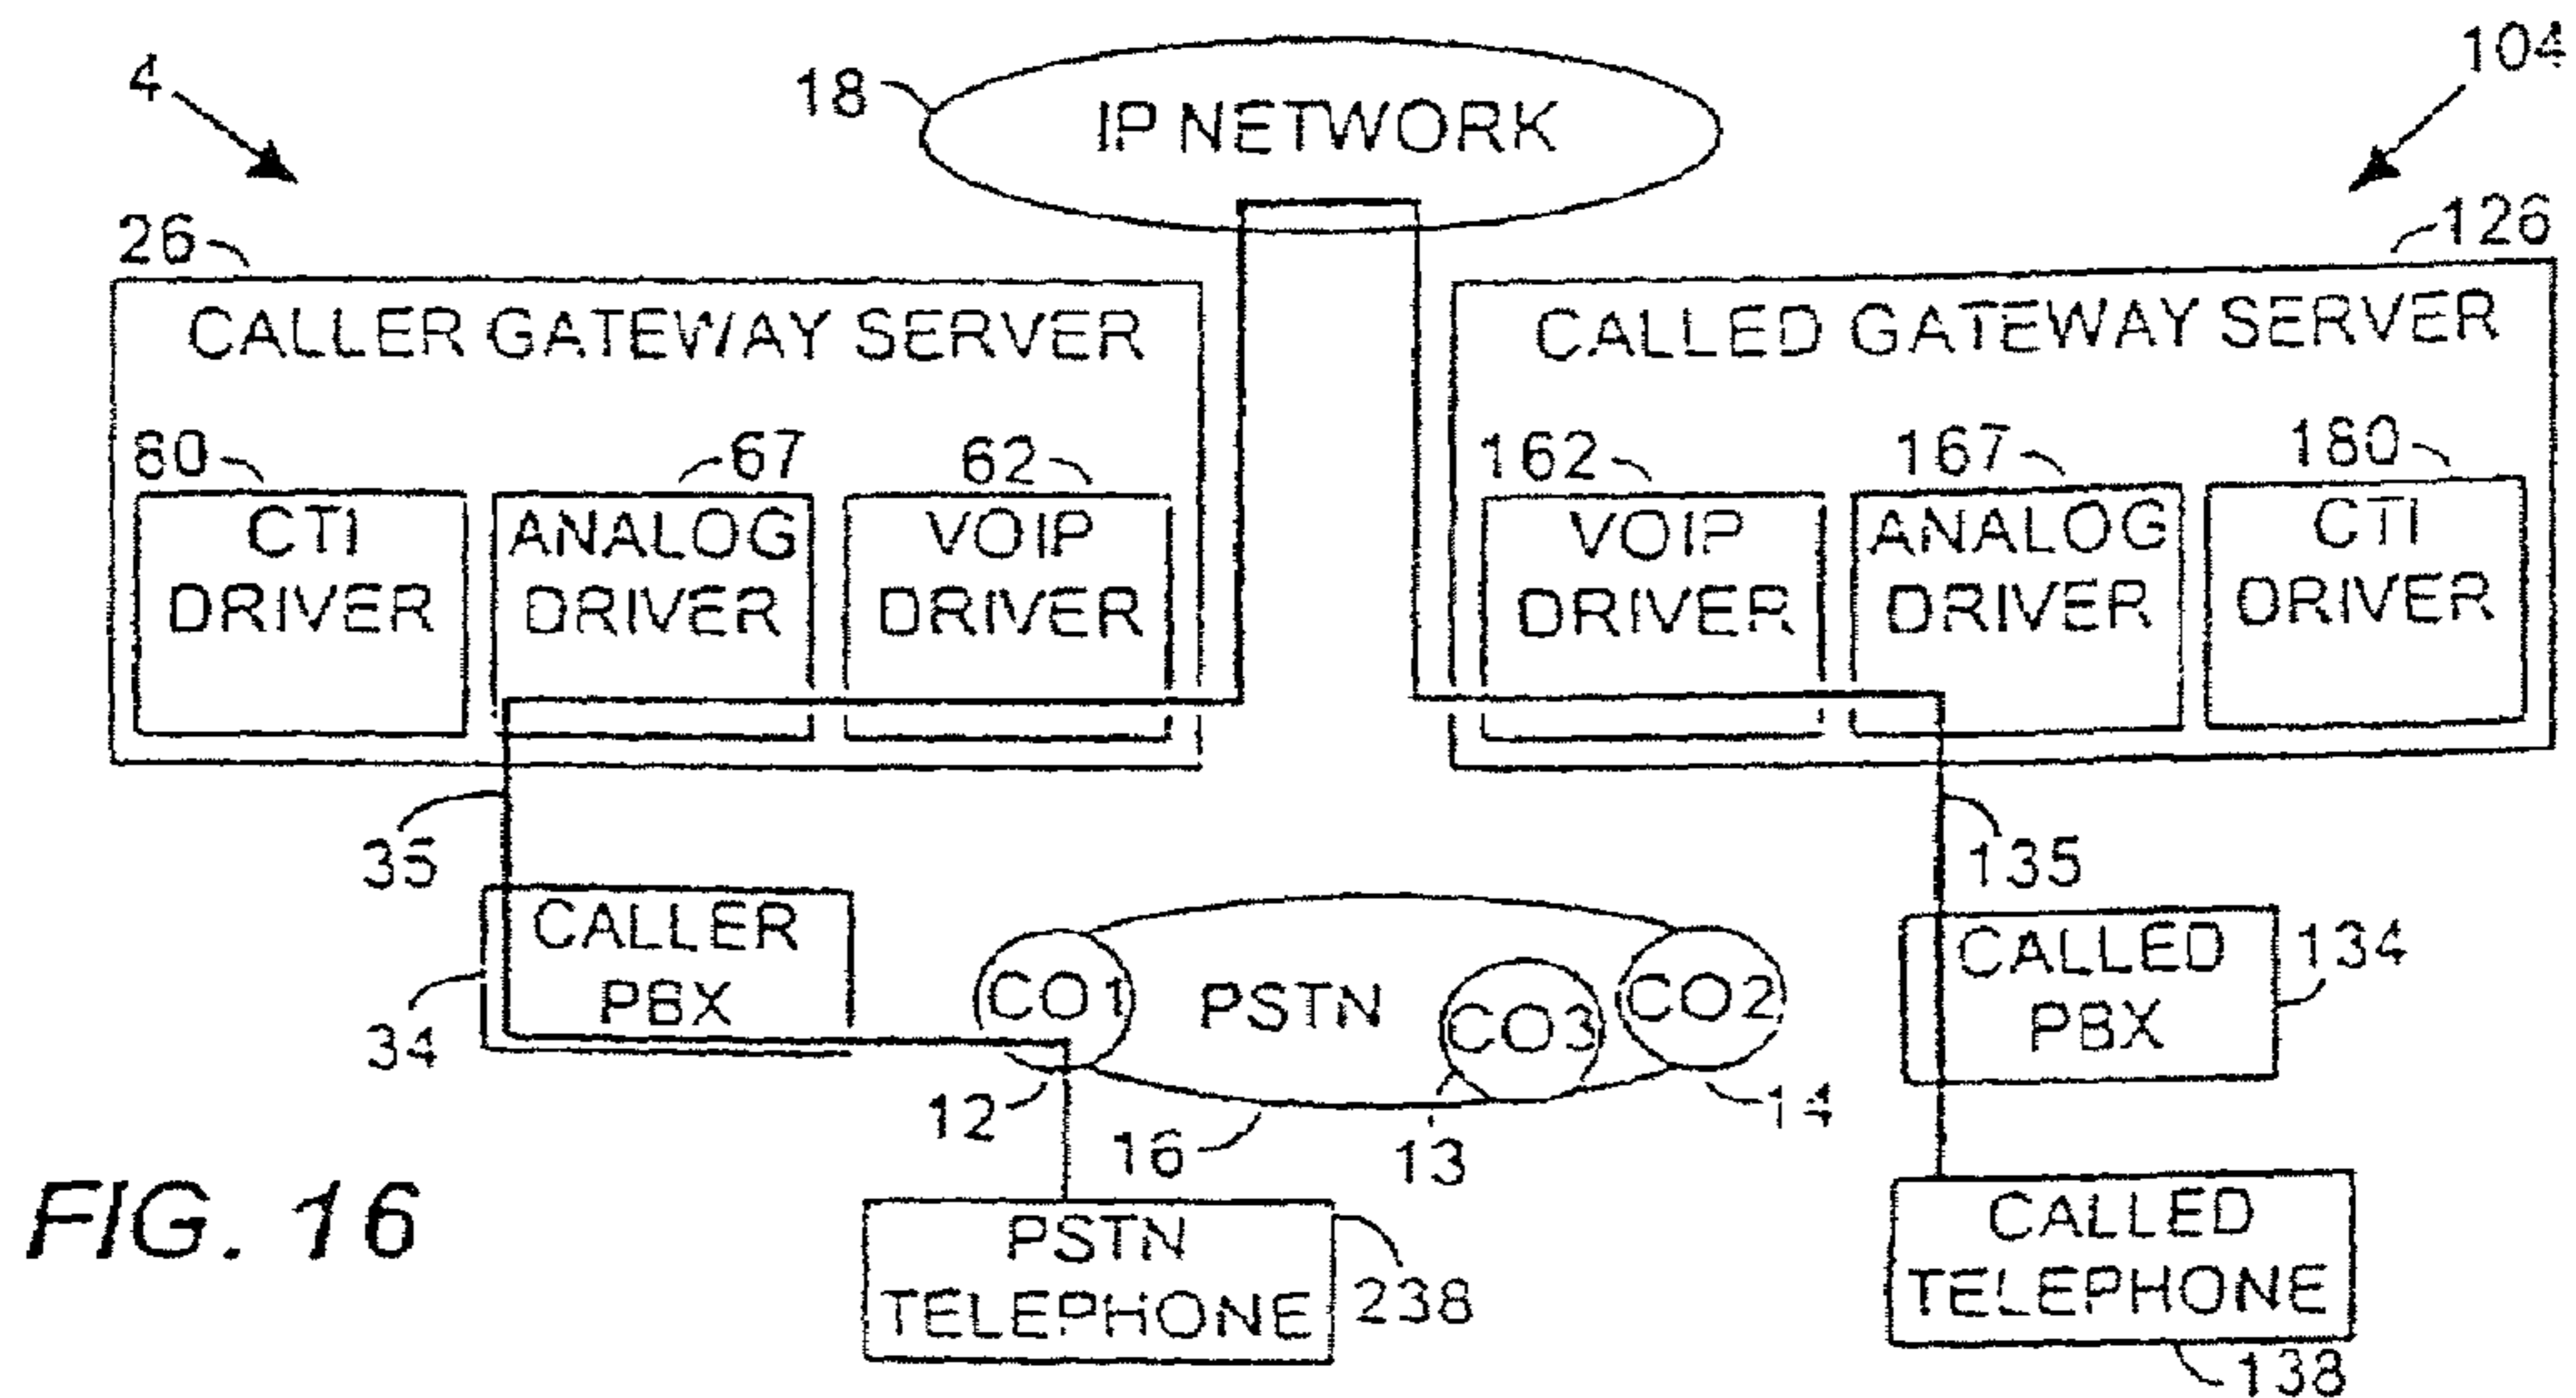 4
18
IP NETWORK
104
26
126
CALLER GATEWAY SERVER
CALLED GATEWAY SERVER
80
67
62
162
167
180
CTI
DRIVER
ANALOG
DRIVER
VOIP
DRIVER
VOIP
DRIVER
ANALOG
DRIVER
CTI
DRIVER
35
135
CALLER
PBX
34
CO1
PSTN
CO3
CO2
CALLED
PBX
134
12
16
13
14
FIG. 16
PSTN
TELEPHONE
238
CALLED
TELEPHONE
138